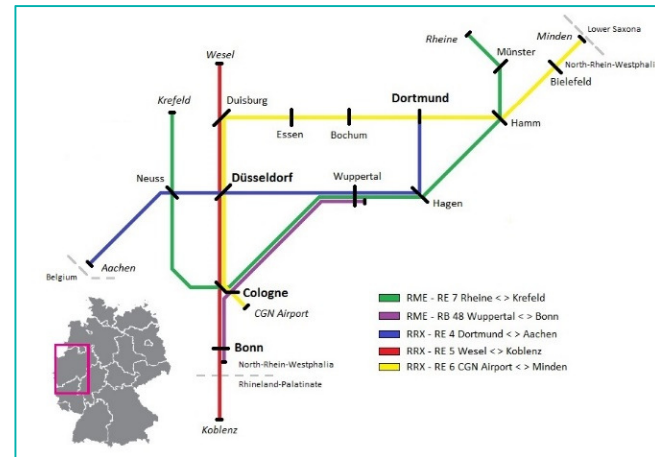 Lower Saxona
Rheine
Minden
Münster
North-Rhein-Westphalia
Bielefeld
Wesel
Krefeld
Duisburg
Dortmund
Essen
Bochum
Hamm
Neuss
Düsseldorf
Wuppertal
Hagen
Aachen
Belgium
Cologne
CGN Airport
Bonn
North-Rhein-Westphalia
Rhineland-Palatinate
Koblenz
RME - RE 7 Rheine < > Krefeld
RME - RB 48 Wuppertal <> Bonn
RRX - RE 4 Dortmund <> Aachen
RRX - RE 5 Wesel <> Koblenz
RRX - RE 6 CGN Airport <> Minden